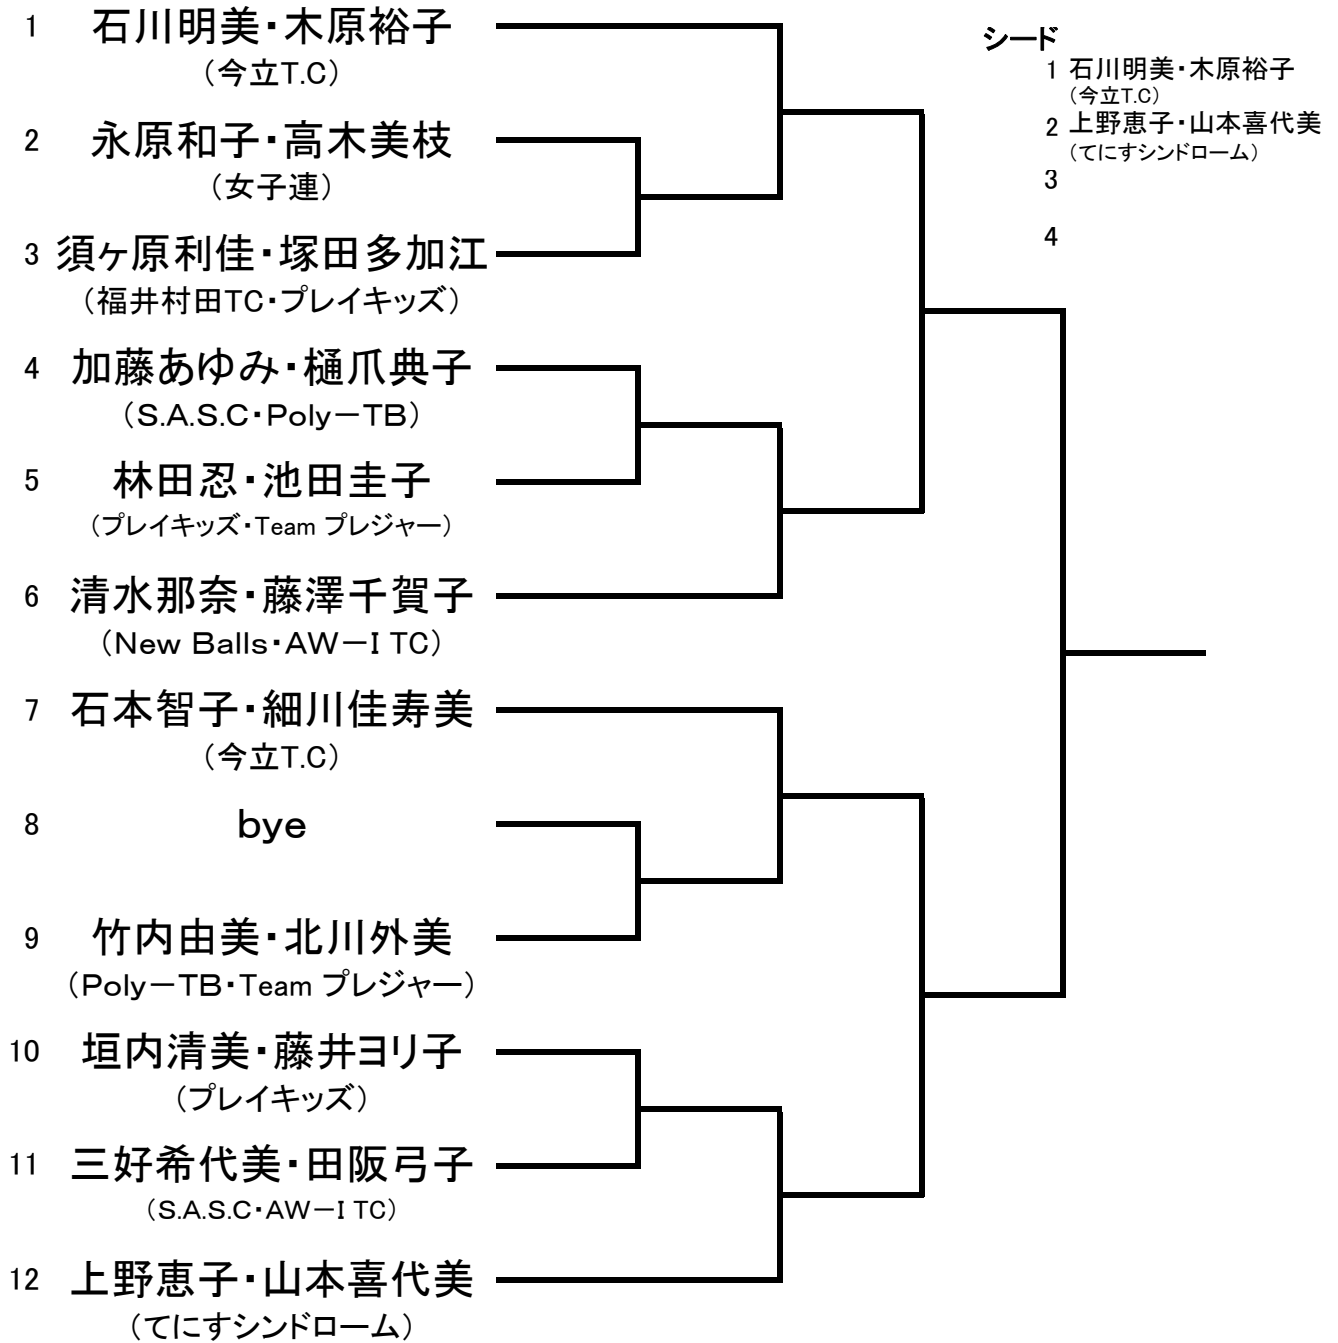 1 石川明美・木原裕子
（今立T.C）
2 永原和子・高木美枝
（女子連）
3 須ヶ原利佳・塚田多加江
（福井村田TC・プレイキッズ）
4 加藤あゆみ・樋爪典子
（S.A.S.C・Poly－TB）
5 林田忍・池田圭子
（プレイキッズ・Team プレジャー）
6 清水那奈・藤澤千賀子
（New Balls・AW－I TC）
7 石本智子・細川佳寿美
（今立T.C）
8 bye
9 竹内由美・北川外美
（Poly－TB・Team プレジャー）
10 垣内清美・藤井ヨリ子
（プレイキッズ）
11 三好希代美・田阪弓子
（S.A.S.C・AW－I TC）
12 上野恵子・山本喜代美
（てにすシンドローム）
シード
1 石川明美・木原裕子
（今立T.C）
2 上野恵子・山本喜代美
（てにすシンドローム）
3
4